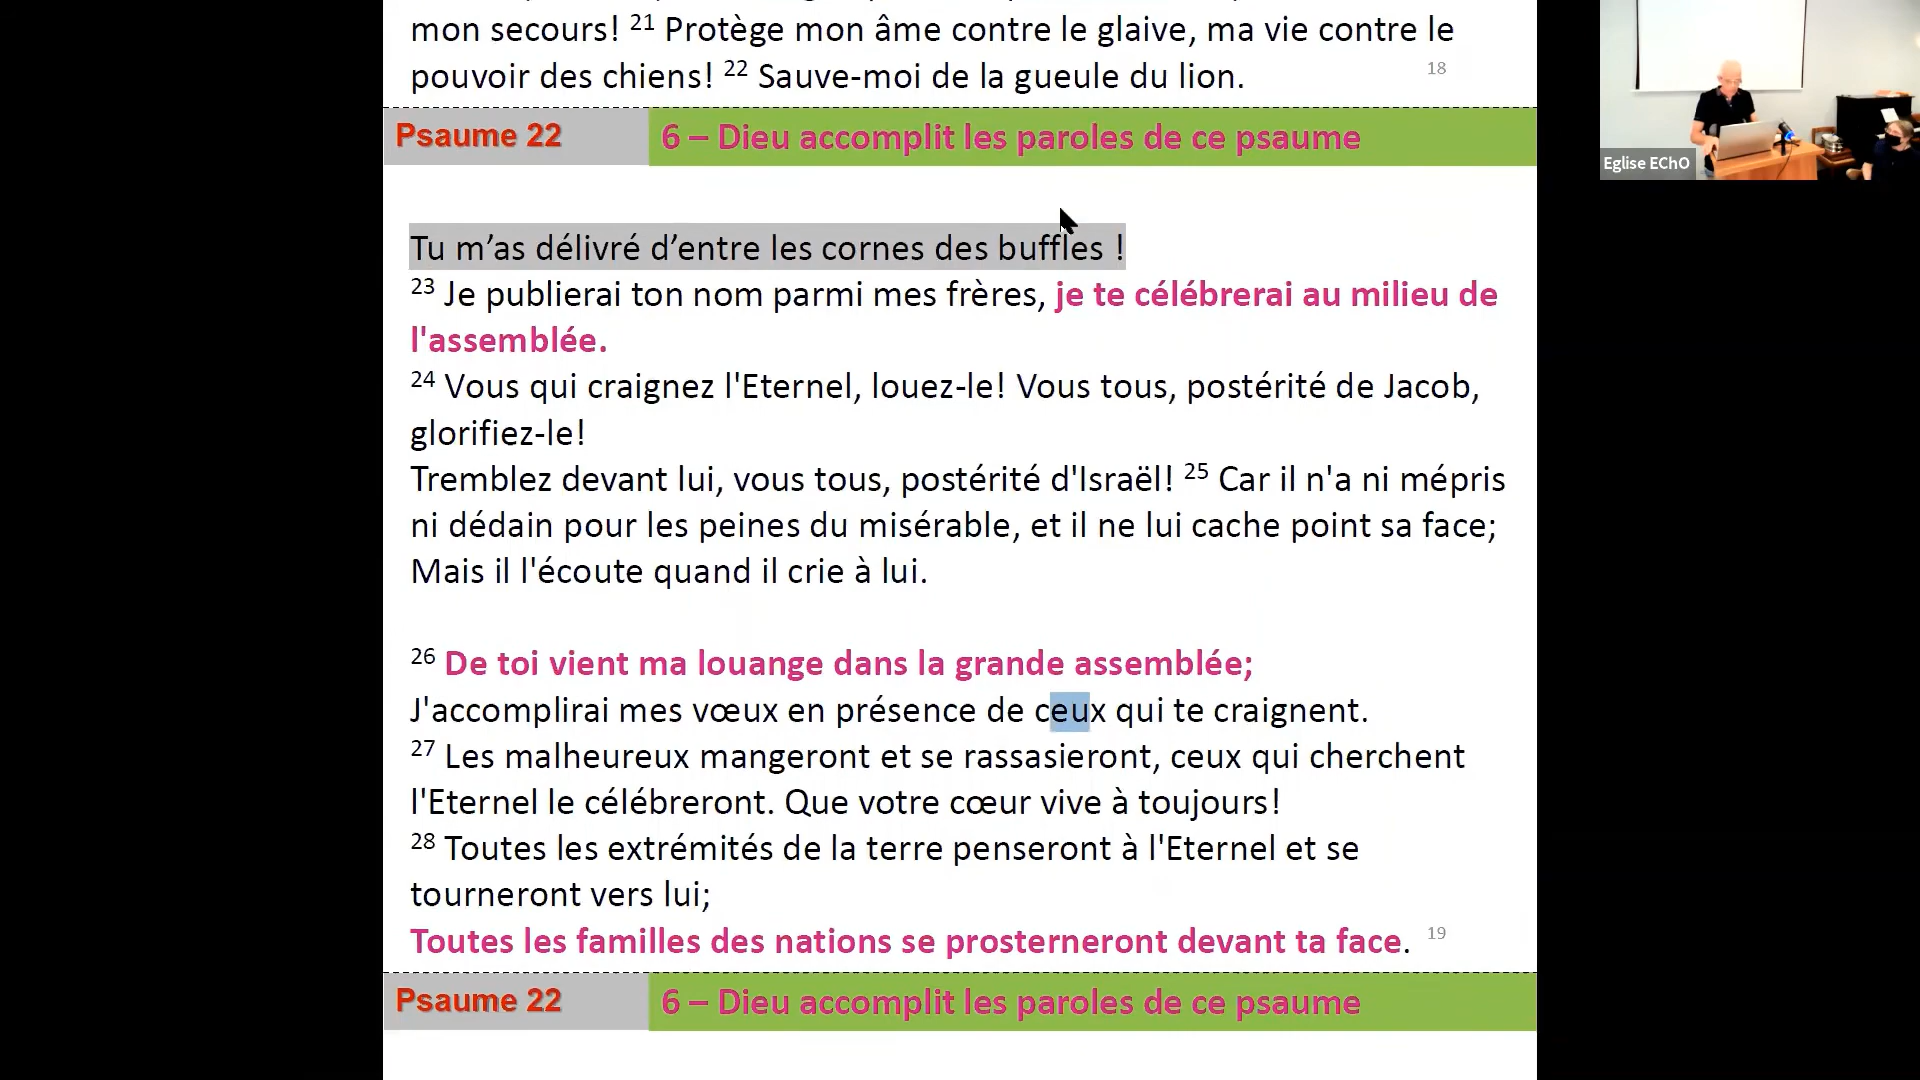 mon secours! 21 Protège mon âme contre le glaive, ma vie contre le
pouvoir des chiens! 22 Sauve-moi de la gueule du lion.
18
Psaume 22
6 – Dieu accomplit les paroles de ce psaume
Eglise EChO
Tu m’as délivré d’entre les cornes des buffles !
23 Je publierai ton nom parmi mes frères, je te célébrerai au milieu de
l'assemblée.
24 Vous qui craignez l'Eternel, louez-le! Vous tous, postérité de Jacob,
glorifiez-le!
Tremblez devant lui, vous tous, postérité d'Israël! 25 Car il n'a ni mépris
ni dédain pour les peines du misérable, et il ne lui cache point sa face;
Mais il l'écoute quand il crie à lui.
26 De toi vient ma louange dans la grande assemblée;
J'accomplirai mes vœux en présence de ceux qui te craignent.
27 Les malheureux mangeront et se rassasieront, ceux qui cherchent
l'Eternel le célébreront. Que votre cœur vive à toujours!
28 Toutes les extrémités de la terre penseront à l'Eternel et se
tourneront vers lui;
Toutes les familles des nations se prosterneront devant ta face.
19
Psaume 22
6 – Dieu accomplit les paroles de ce psaume